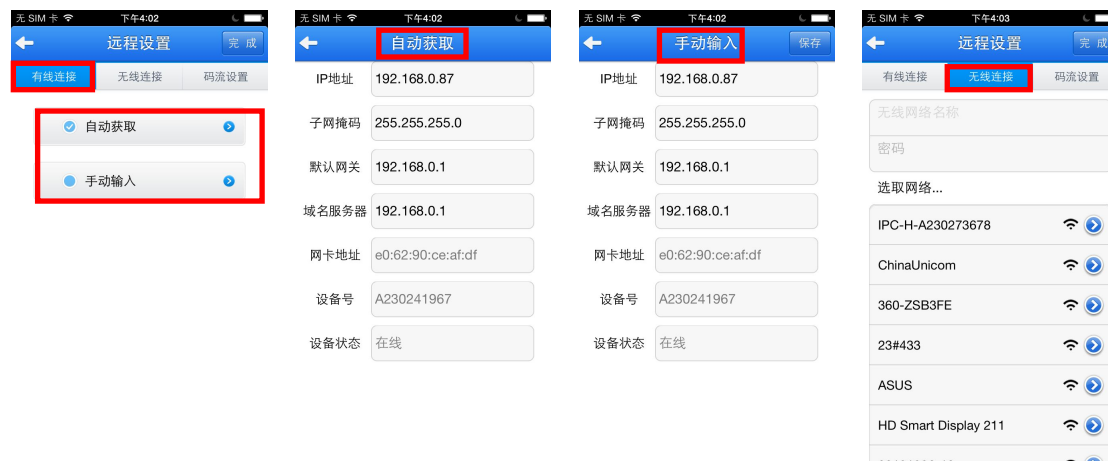 无 SIM 卡 下午4:02
远程设置 完 成
有线连接 无线连接 码流设置
自动获取
手动输入
无 SIM 卡 下午4:02
自动获取
IP地址 192.168.0.87
子网掩码 255.255.255.0
默认网关 192.168.0.1
域名服务器 192.168.0.1
网卡地址 e0:62:90:ce:af:df
设备号 A230241967
设备状态 在线
无 SIM 卡 下午4:02
手动输入 保存
IP地址 192.168.0.87
子网掩码 255.255.255.0
默认网关 192.168.0.1
域名服务器 192.168.0.1
网卡地址 e0:62:90:ce:af:df
设备号 A230241967
设备状态 在线
无 SIM 卡 下午4:03
远程设置 完 成
有线连接 无线连接 码流设置
无线网络名称
密码
选取网络...
IPC-H-A230273678
ChinaUnicom
360-ZSB3FE
23#433
ASUS
HD Smart Display 211